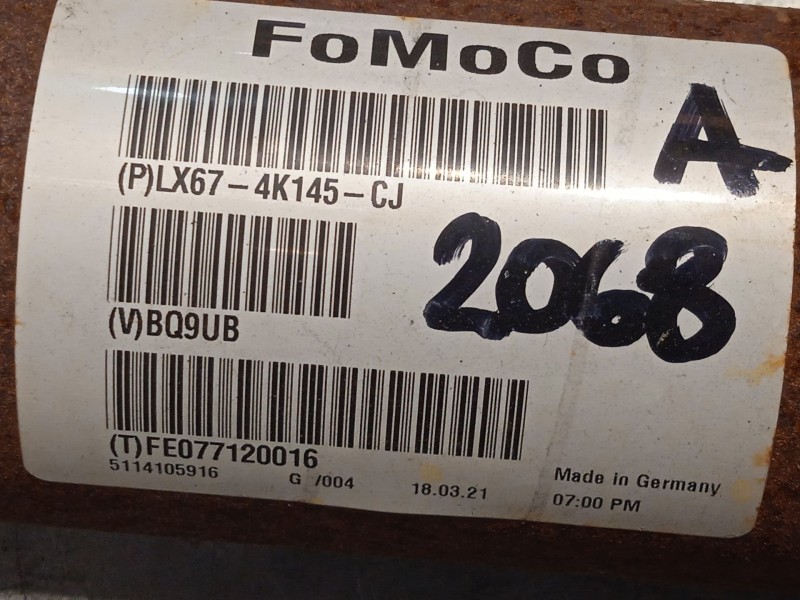 FoMoCo
A
(P)LX67-4K145-CJ
2068
(V)BQ9UB
(T)FE077120016
5114105916 G /004 18.03.21
Made in Germany
07:00 PM